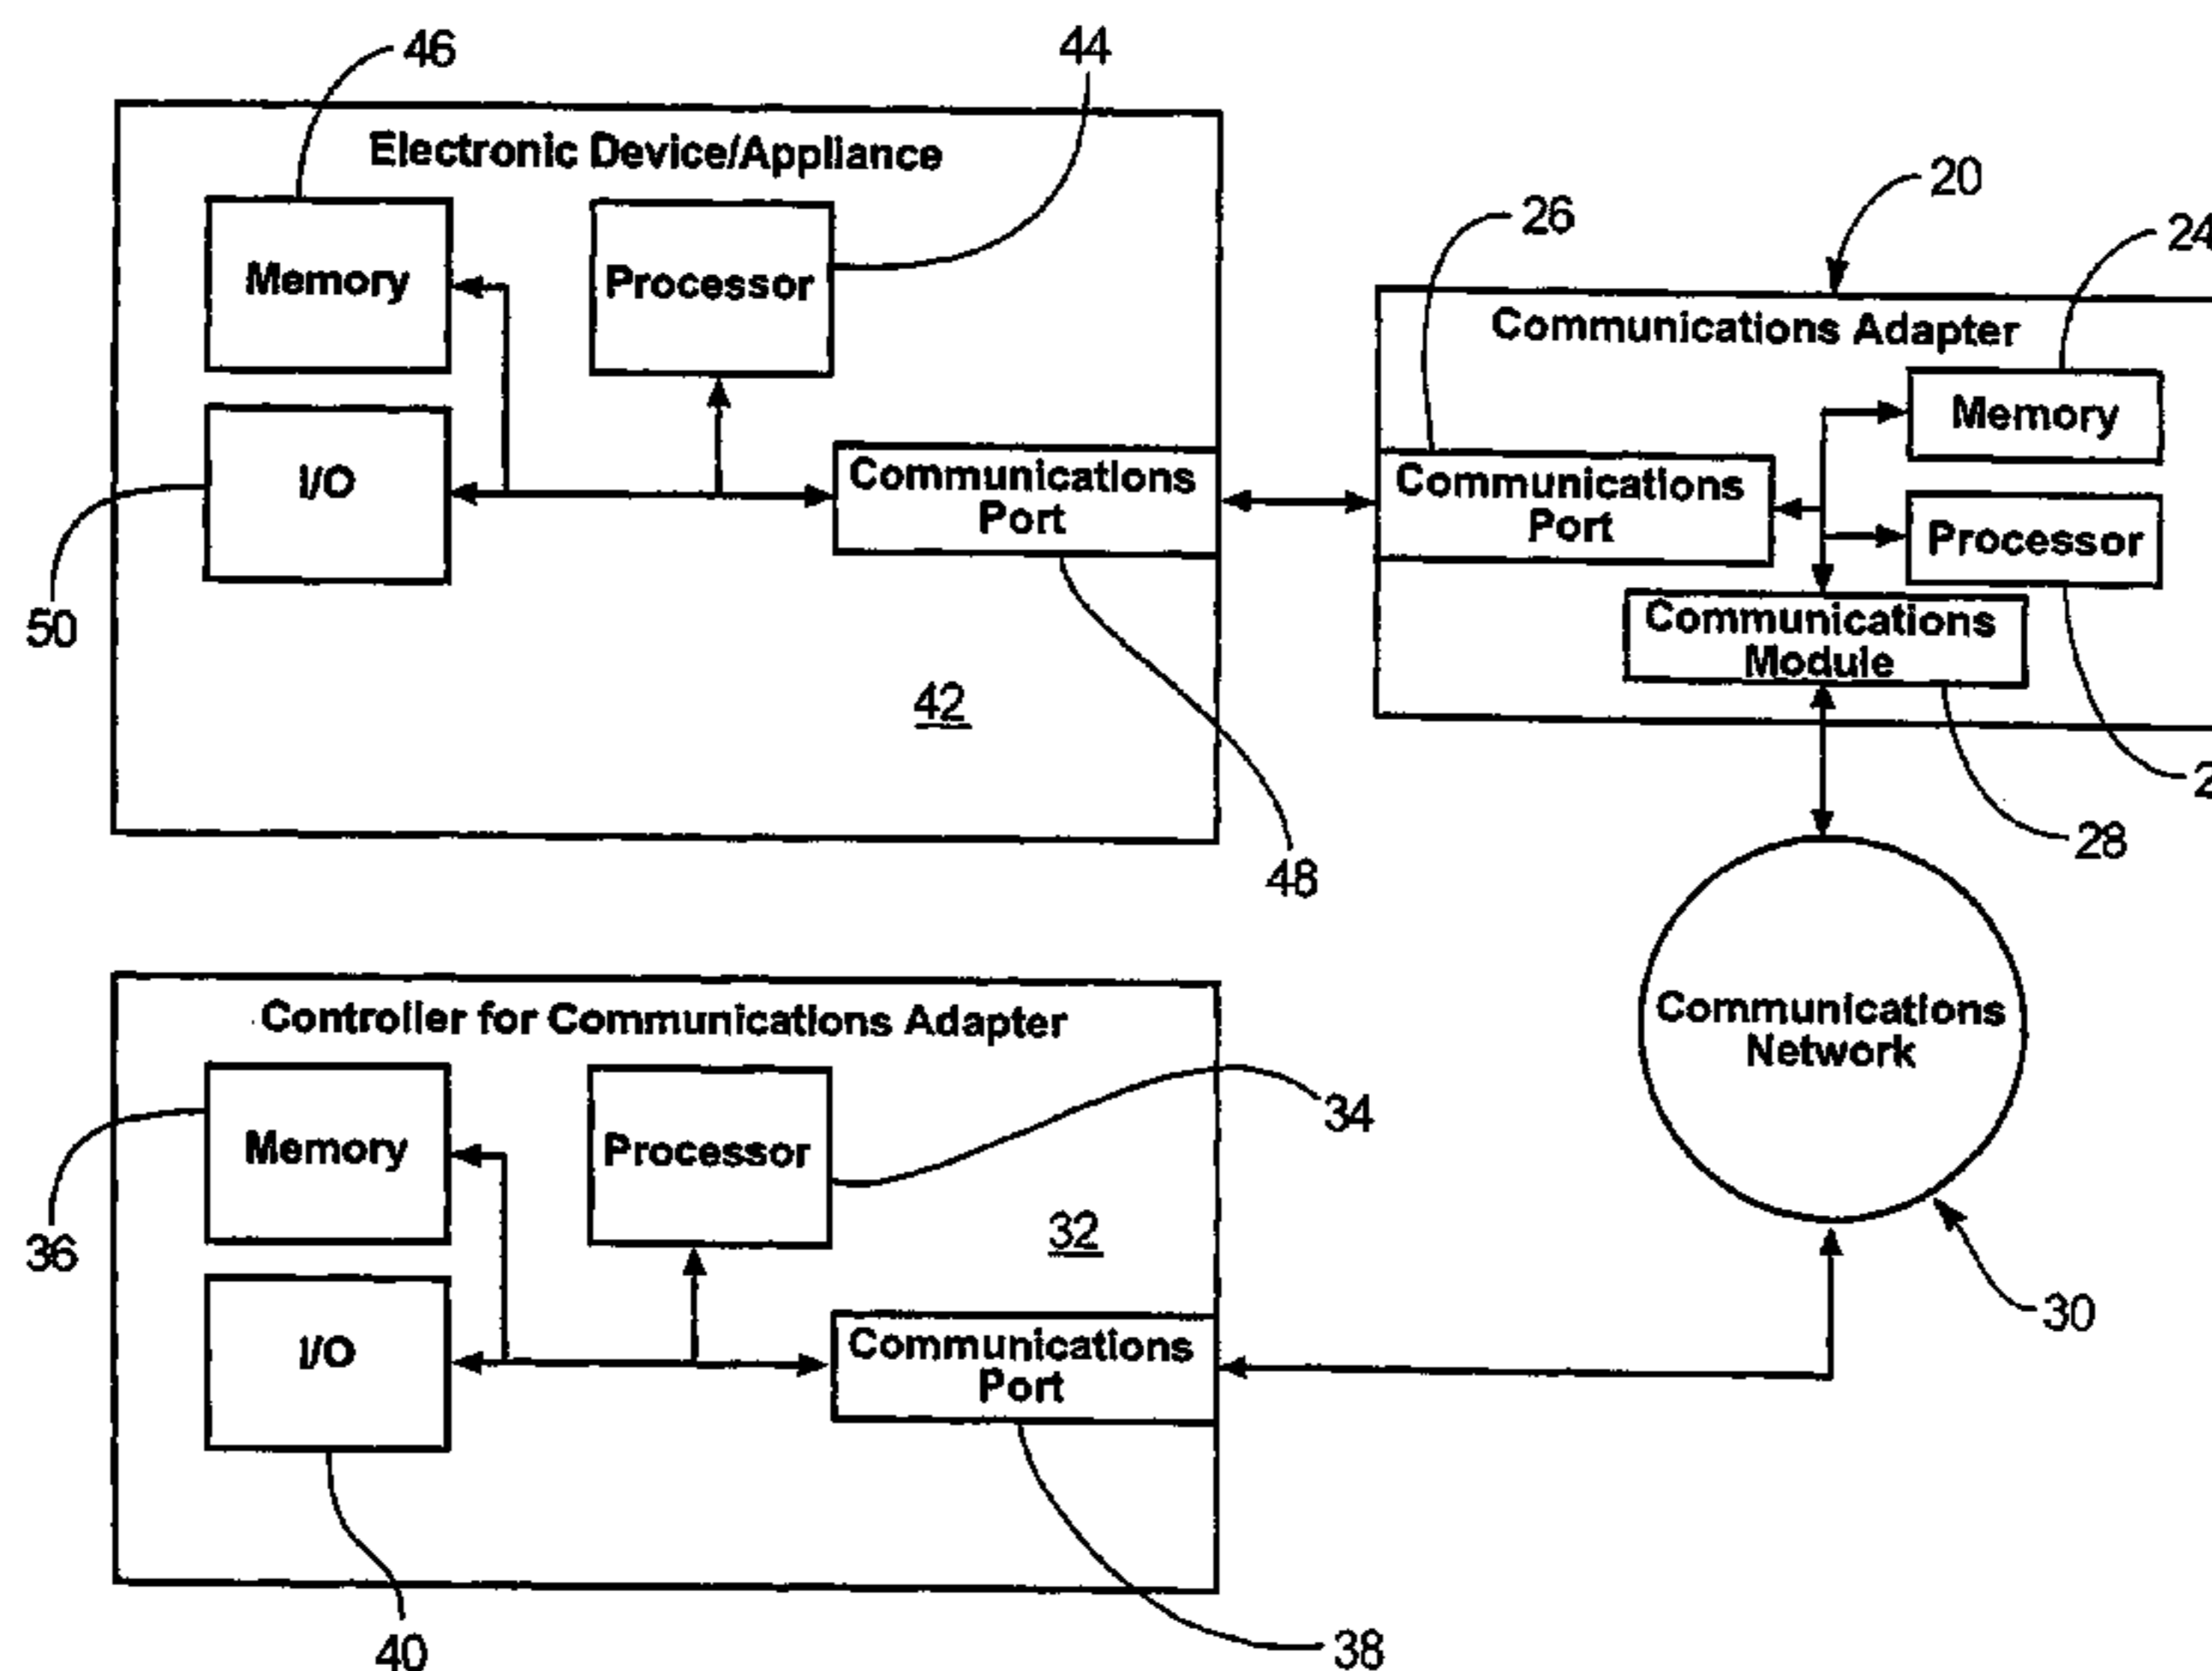 46
44
Electronic Device/Appliance
Memory
Processor
I/O
Communications
Port
50
42
48
20
26
24
Communications Adapter
Memory
Communications
Port
Processor
Communications
Module
28
Communications
Network
30
Controller for Communications Adapter
Memory
Processor
34
36
32
I/O
Communications
Port
40
38